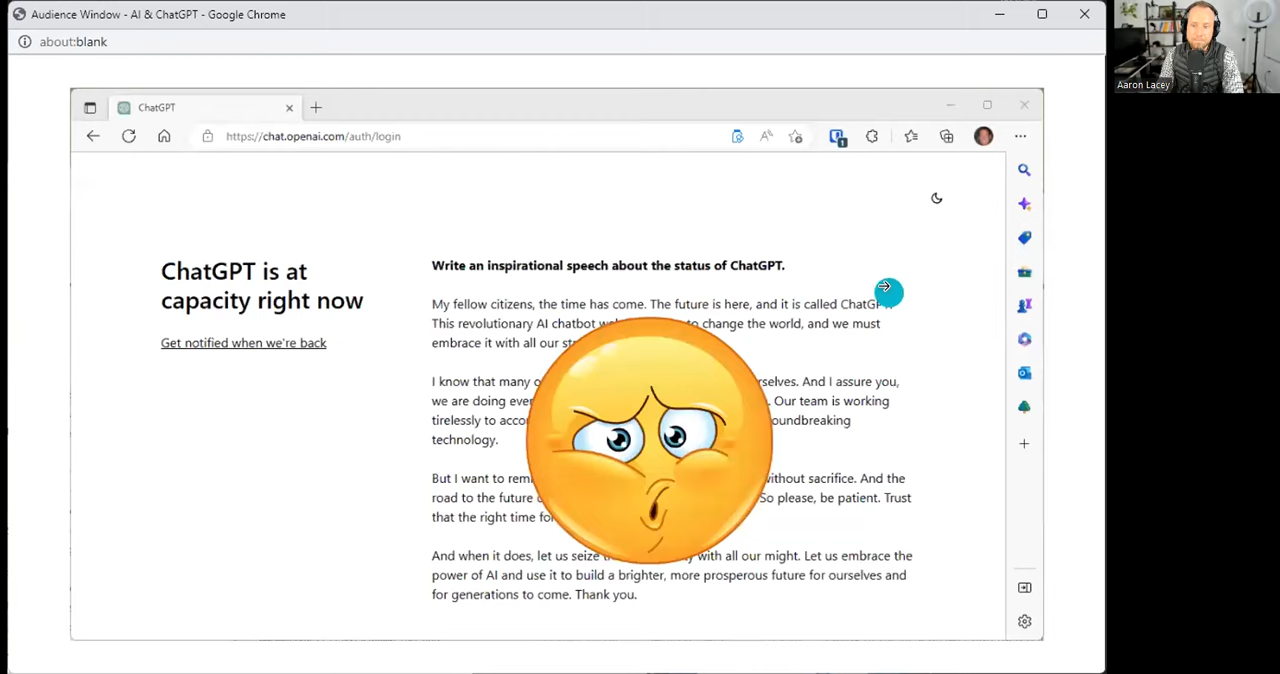 Audience Window - AI & ChatGPT - Google Chrome
about:blank
Aaron Lacey
ChatGPT
https://chat.openai.com/auth/login
1
ChatGPT is at
capacity right now
Get notified when we're back
Write an inspirational speech about the status of ChatGPT.
My fellow citizens, the time has come. The future is here, and it is called
This revolutionary AI chatbot to change the world, and we must
embrace it with all our
I know that many And I assure you,
we are doing Our team is working
tirelessly to
technology.
But I want to without sacrifice. And the
road to the future So please, be patient. Trust
that the right time
And when it does, let us seize with all our might. Let us embrace the
power of AI and use it to build a brighter, more prosperous future for ourselves and
for generations to come. Thank you.